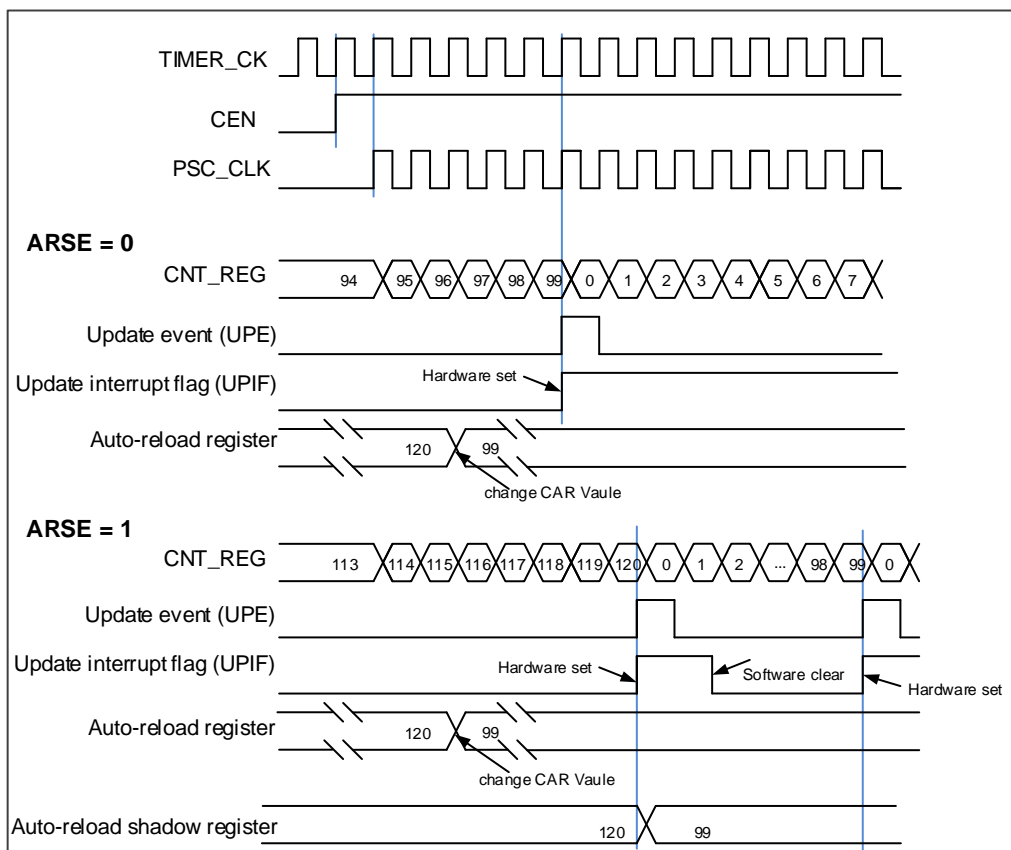 TIMER_CK
CEN
PSC_CLK
ARSE = 0
CNT_REG 94 95 96 97 98 99 0 1 2 3 4 5 6 7
Update event (UPE)
Update interrupt flag (UPIF) Hardware set
Auto-reload register 120 99
change CAR Vaule
ARSE = 1
CNT_REG 113 114 115 116 117 118 119 120 0 1 2 ... 98 99 0
Update event (UPE)
Update interrupt flag (UPIF) Hardware set Software clear Hardware set
Auto-reload register 120 99
change CAR Vaule
Auto-reload shadow register 120 99